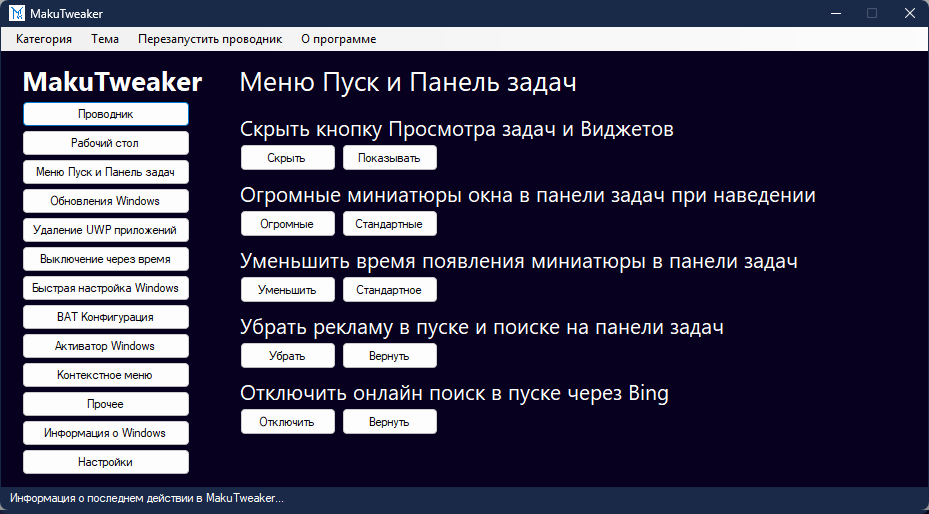 MakuTweaker
Категория Тема Перезапустить проводник О программе
MakuTweaker
Проводник
Рабочий стол
Меню Пуск и Панель задач
Обновления Windows
Удаление UWP приложений
Выключение через время
Быстрая настройка Windows
BAT Конфигурация
Активатор Windows
Контекстное меню
Прочее
Информация о Windows
Настройки
Меню Пуск и Панель задач
Скрыть кнопку Просмотра задач и Виджетов
Скрыть Показывать
Огромные миниатюры окна в панели задач при наведении
Огромные Стандартные
Уменьшить время появления миниатюры в панели задач
Уменьшить Стандартное
Убрать рекламу в пуске и поиске на панели задач
Убрать Вернуть
Отключить онлайн поиск в пуске через Bing
Отключить Вернуть
Информация о последнем действии в MakuTweaker...